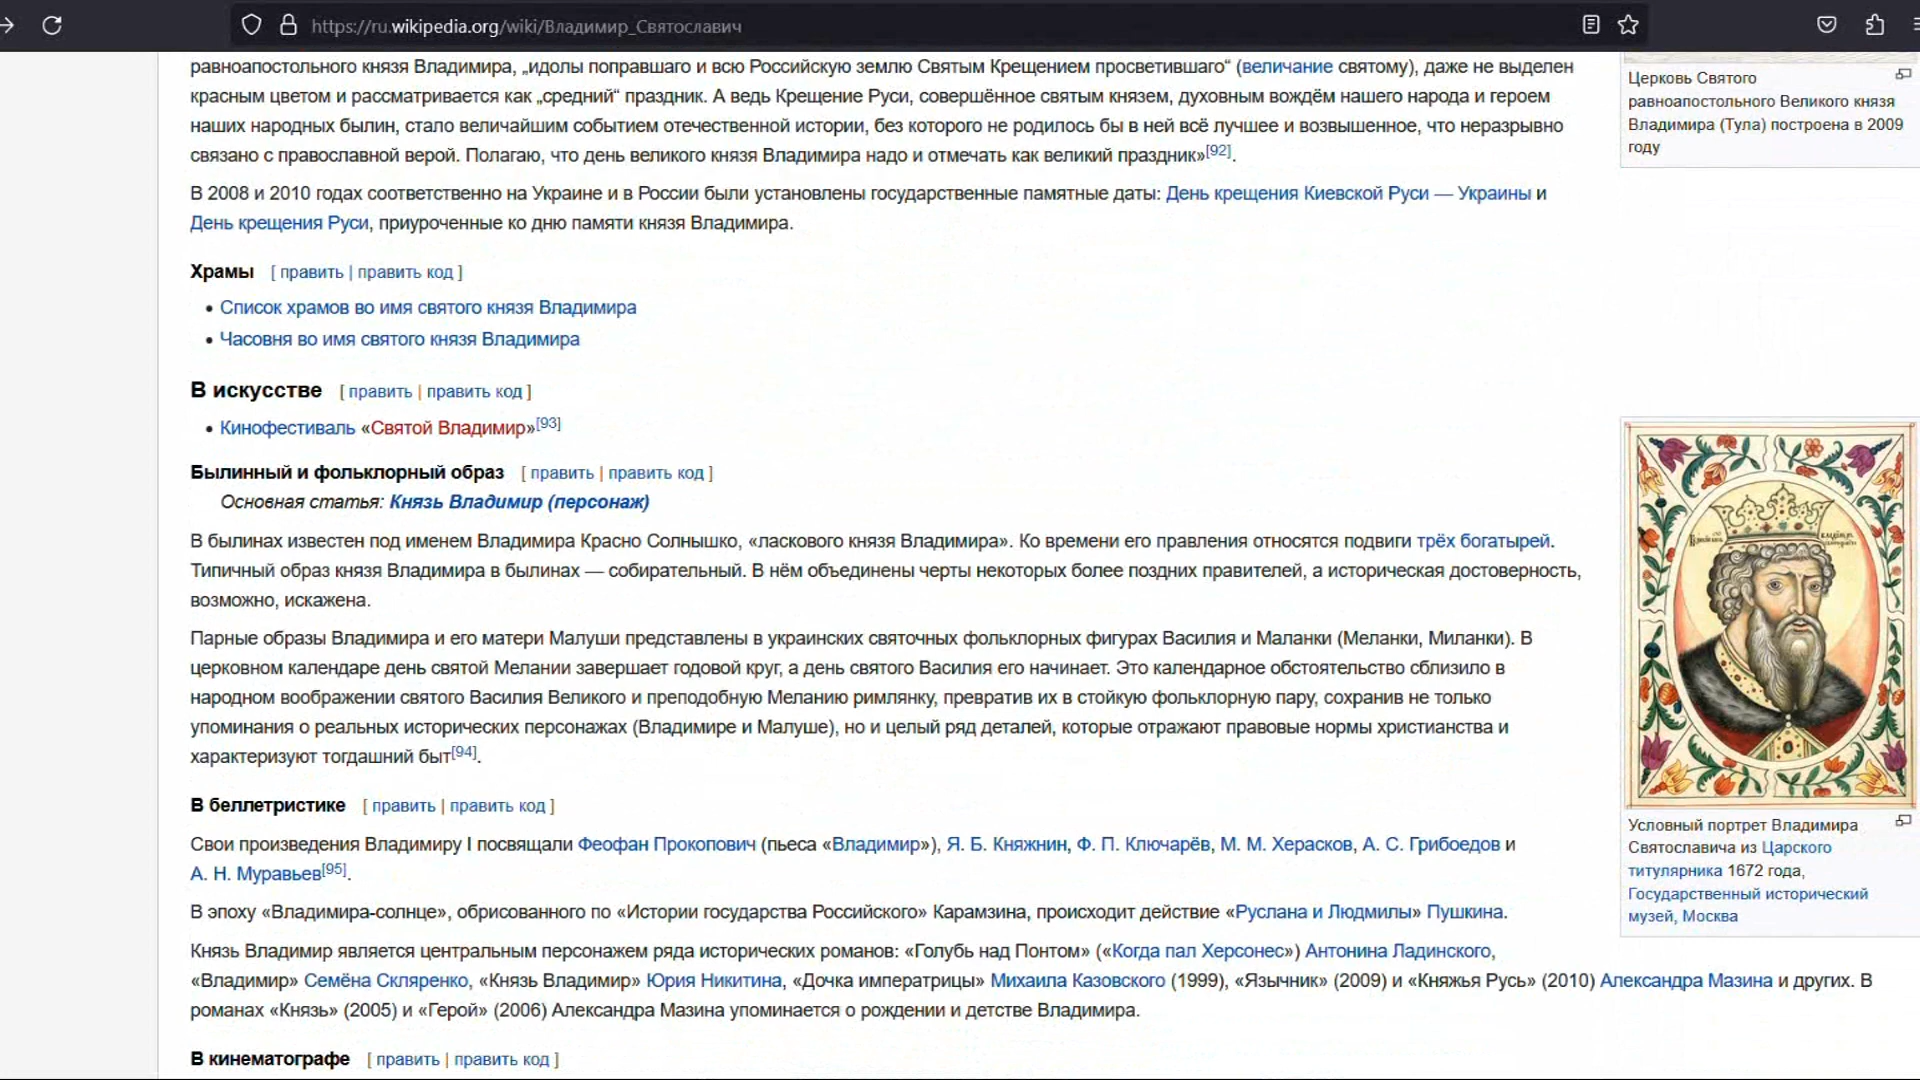 https://ru.wikipedia.org/wiki/Владимир_Святославич
равноапостольного князя Владимира, „идолы поправшаго и всю Российскую землю Святым Крещением просветившаго“ (величание святому), даже не выделен
красным цветом и рассматривается как „средний“ праздник. А ведь Крещение Руси, совершённое святым князем, духовным вождём нашего народа и героем
наших народных былин, стало величайшим событием отечественной истории, без которого не родилось бы в ней всё лучшее и возвышенное, что неразрывно
связано с православной верой. Полагаю, что день великого князя Владимира надо и отмечать как великий праздник»[92].
В 2008 и 2010 годах соответственно на Украине и в России были установлены государственные памятные даты: День крещения Киевской Руси — Украины и
День крещения Руси, приуроченные ко дню памяти князя Владимира.
Храмы [ править | править код ]
• Список храмов во имя святого князя Владимира
• Часовня во имя святого князя Владимира
В искусстве [ править | править код ]
• Кинофестиваль «Святой Владимир»[93]
Былинный и фольклорный образ [ править | править код ]
Основная статья: Князь Владимир (персонаж)
В былинах известен под именем Владимира Красно Солнышко, «ласкового князя Владимира». Ко времени его правления относятся подвиги трёх богатырей.
Типичный образ князя Владимира в былинах — собирательный. В нём объединены черты некоторых более поздних правителей, а историческая достоверность,
возможно, искажена.
Парные образы Владимира и его матери Малуши представлены в украинских святочных фольклорных фигурах Василия и Маланки (Меланки, Миланки). В
церковном календаре день святой Мелании завершает годовой круг, а день святого Василия его начинает. Это календарное обстоятельство сблизило в
народном воображении святого Василия Великого и преподобную Меланию римлянку, превратив их в стойкую фольклорную пару, сохранив не только
упоминания о реальных исторических персонажах (Владимире и Малуше), но и целый ряд деталей, которые отражают правовые нормы христианства и
характеризуют тогдашний быт[94].
В беллетристике [ править | править код ]
Свои произведения Владимиру I посвящали Феофан Прокопович (пьеса «Владимир»), Я. Б. Княжнин, Ф. П. Ключарёв, М. М. Херасков, А. С. Грибоедов и
А. Н. Муравьев[95].
В эпоху «Владимира-солнце», обрисованного по «Истории государства Российского» Карамзина, происходит действие «Руслана и Людмилы» Пушкина.
Князь Владимир является центральным персонажем ряда исторических романов: «Голубь над Понтом» («Когда пал Херсонес») Антонина Ладинского,
«Владимир» Семёна Скляренко, «Князь Владимир» Юрия Никитина, «Дочка императрицы» Михаила Казовского (1999), «Язычник» (2009) и «Княжья Русь» (2010) Александра Мазина и других. В
романах «Князь» (2005) и «Герой» (2006) Александра Мазина упоминается о рождении и детстве Владимира.
В кинематографе [ править | править код ]
Церковь Святого
равноапостольного Великого князя
Владимира (Тула) построена в 2009
году
Условный портрет Владимира
Святославича из Царского
титулярника 1672 года,
Государственный исторический
музей, Москва